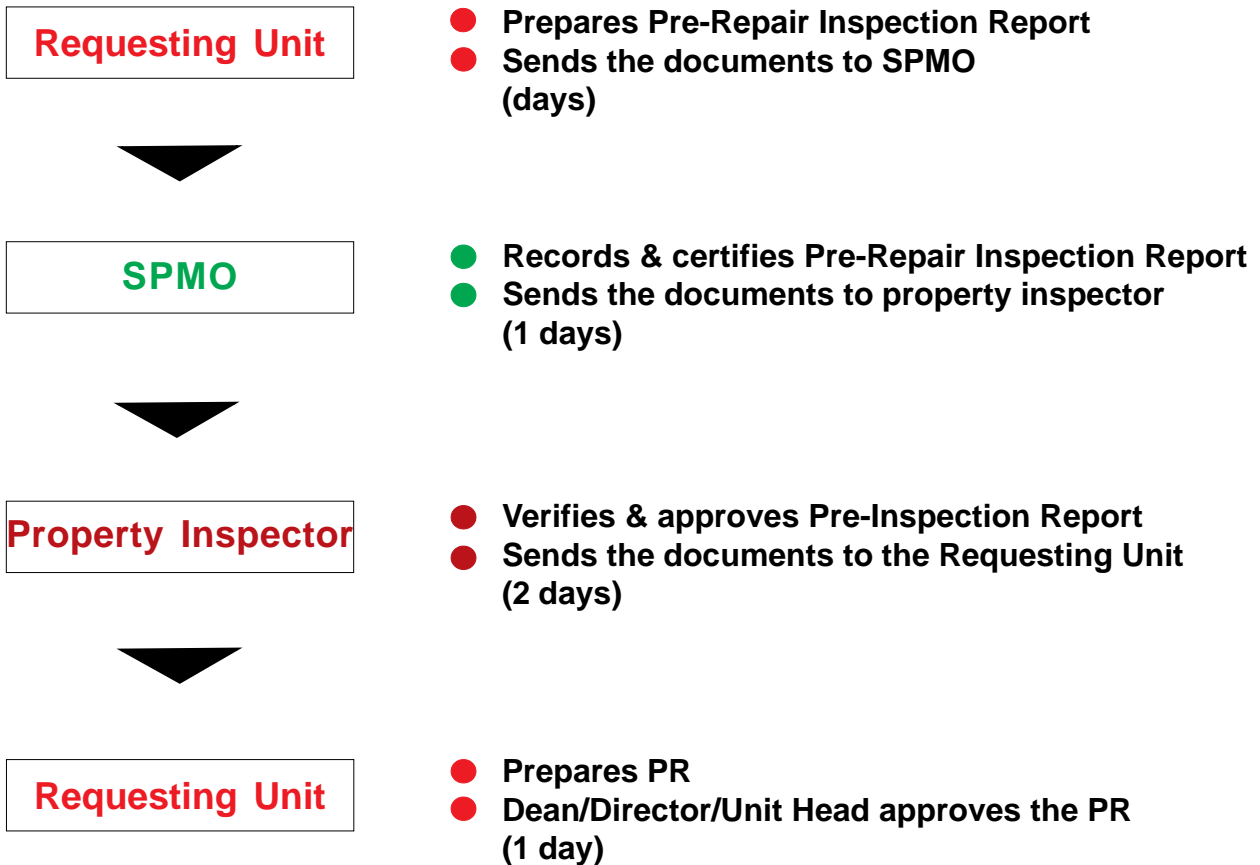 Requesting Unit
Prepares Pre-Repair Inspection Report
Sends the documents to SPMO
(days)
SPMO
Records & certifies Pre-Repair Inspection Report
Sends the documents to property inspector
(1 days)
Property Inspector
Verifies & approves Pre-Inspection Report
Sends the documents to the Requesting Unit
(2 days)
Requesting Unit
Prepares PR
Dean/Director/Unit Head approves the PR
(1 day)